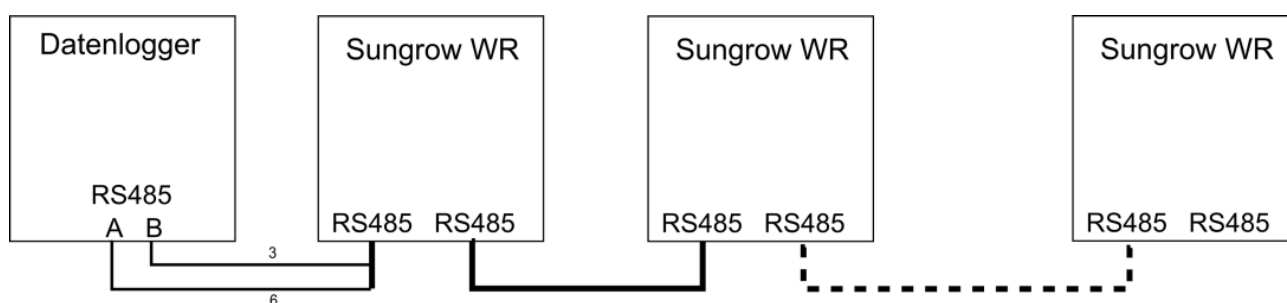 Datenlogger
Sungrow WR
Sungrow WR
Sungrow WR
RS485
A B
RS485 RS485
RS485 RS485
RS485 RS485
3
6